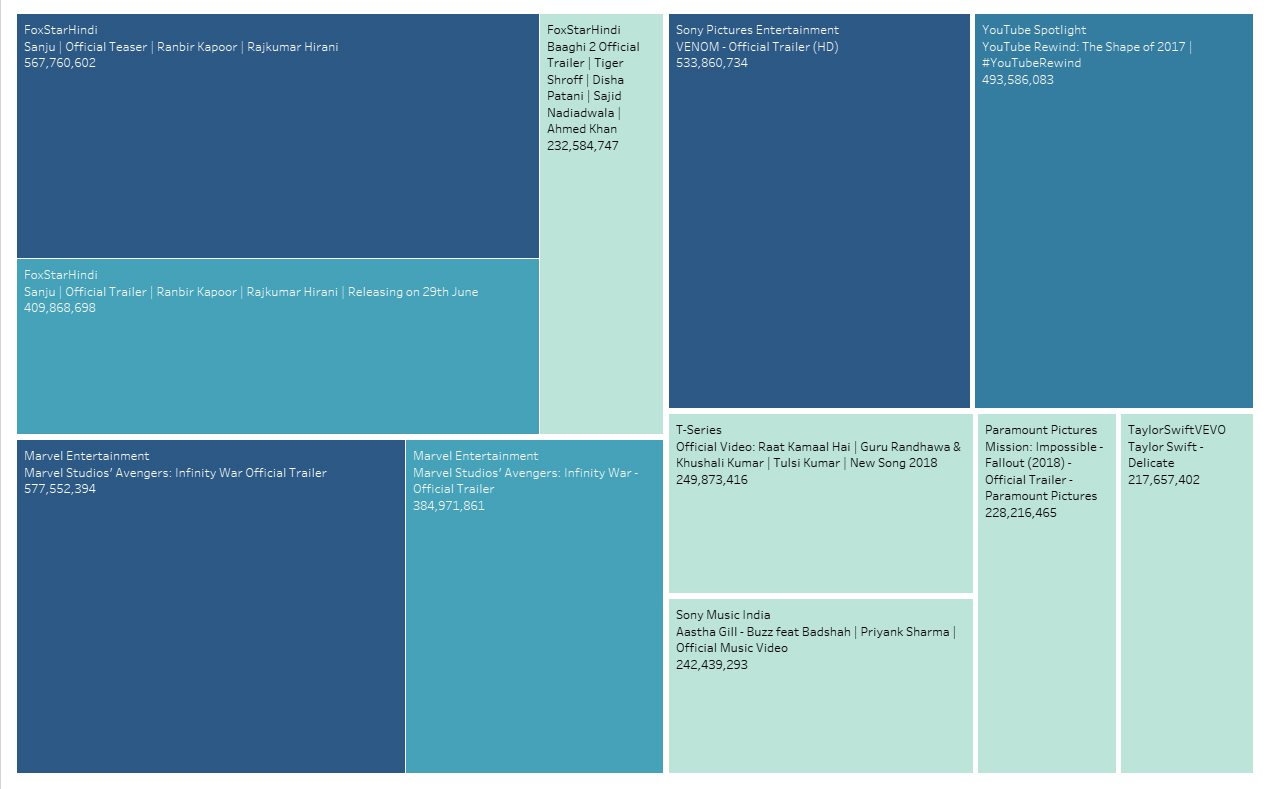 FoxStarHindi
Sanju | Official Teaser | Ranbir Kapoor | Rajkumar Hirani
567,760,602
FoxStarHindi
Baaghi 2 Official
Trailer | Tiger
Shroff | Disha
Patani | Sajid
Nadiadwala |
Ahmed Khan
232,584,747
Sony Pictures Entertainment
VENOM - Official Trailer (HD)
533,860,734
YouTube Spotlight
YouTube Rewind: The Shape of 2017 |
#YouTubeRewind
493,586,083
FoxStarHindi
Sanju | Official Trailer | Ranbir Kapoor | Rajkumar Hirani | Releasing on 29th June
409,868,698
Marvel Entertainment
Marvel Studios’ Avengers: Infinity War Official Trailer
577,552,394
Marvel Entertainment
Marvel Studios’ Avengers: Infinity War -
Official Trailer
384,971,861
T-Series
Official Video: Raat Kamaal Hai | Guru Randhawa &
Khushali Kumar | Tulsi Kumar | New Song 2018
249,873,416
Paramount Pictures
Mission: Impossible -
Fallout (2018) -
Official Trailer -
Paramount Pictures
228,216,465
TaylorSwiftVEVO
Taylor Swift -
Delicate
217,657,402
Sony Music India
Aastha Gill - Buzz feat Badshah | Priyank Sharma |
Official Music Video
242,439,293